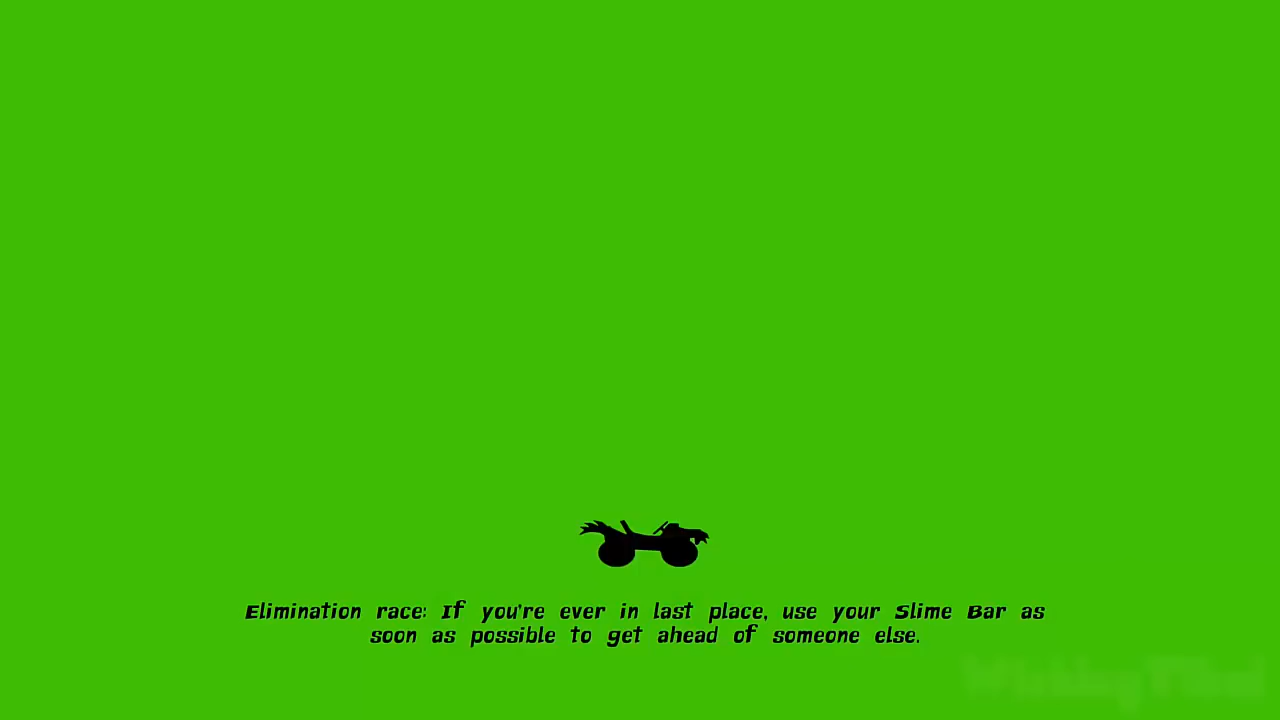 Elimination race: If you're ever in last place, use your Slime Bar as
soon as possible to get ahead of someone else.